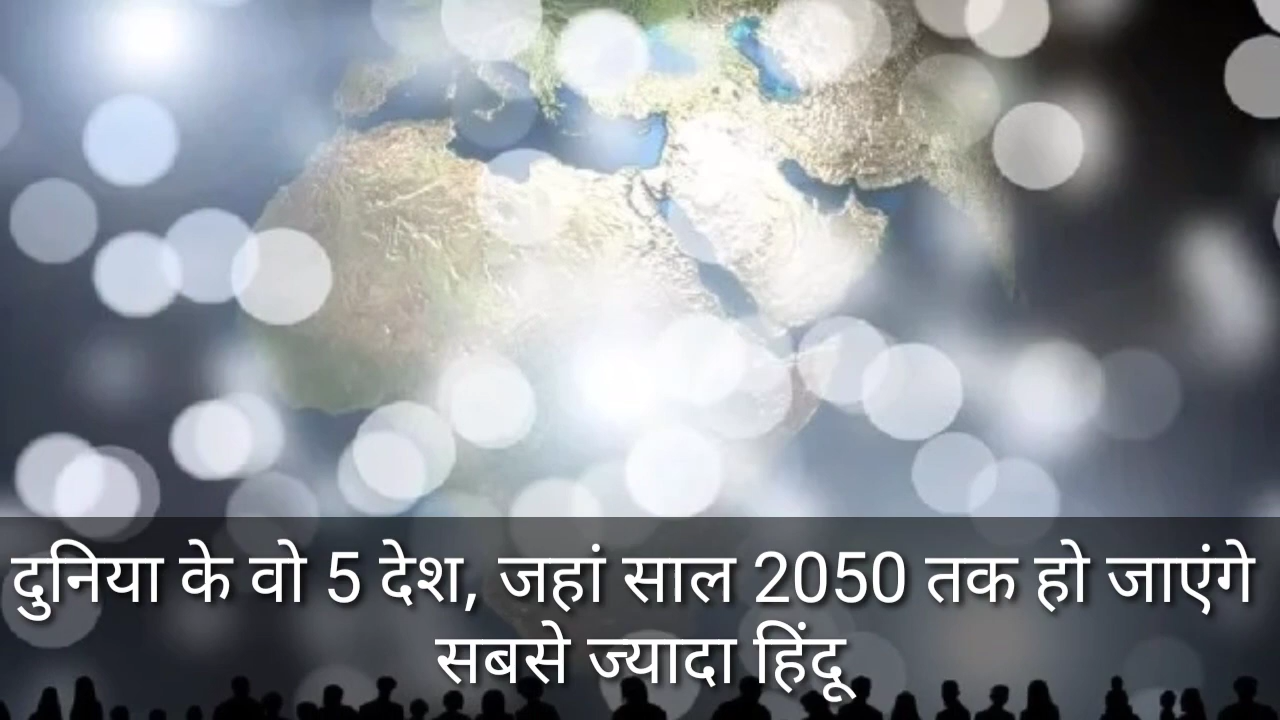 दुनिया के वो 5 देश, जहां साल 2050 तक हो जाएंगे
सबसे ज्यादा हिंदू